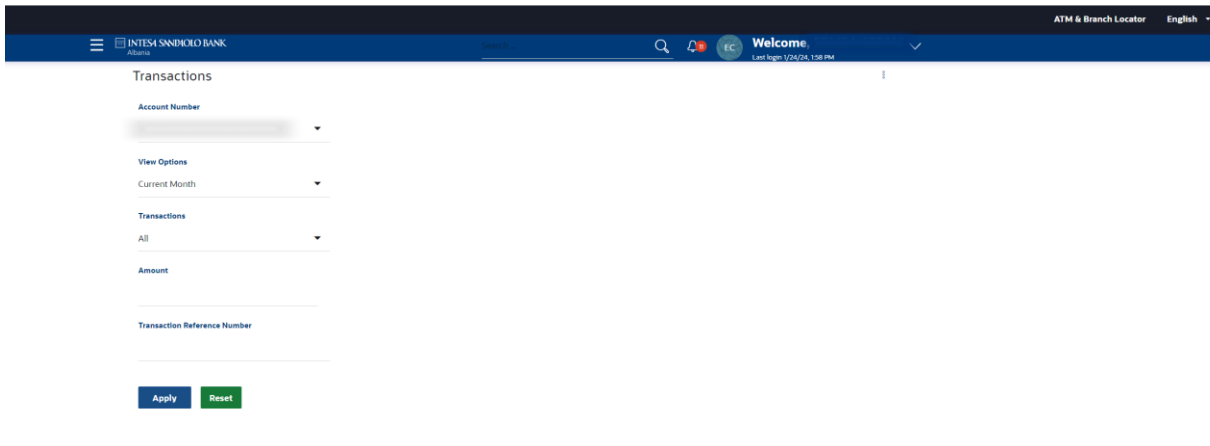 ATM & Branch Locator English
INTESA SANPAOLO BANK
Albania
Search...
EC
Welcome,
Last login 1/24/24, 1:58 PM
Transactions
Account Number
View Options
Current Month
Transactions
All
Amount
Transaction Reference Number
Apply Reset